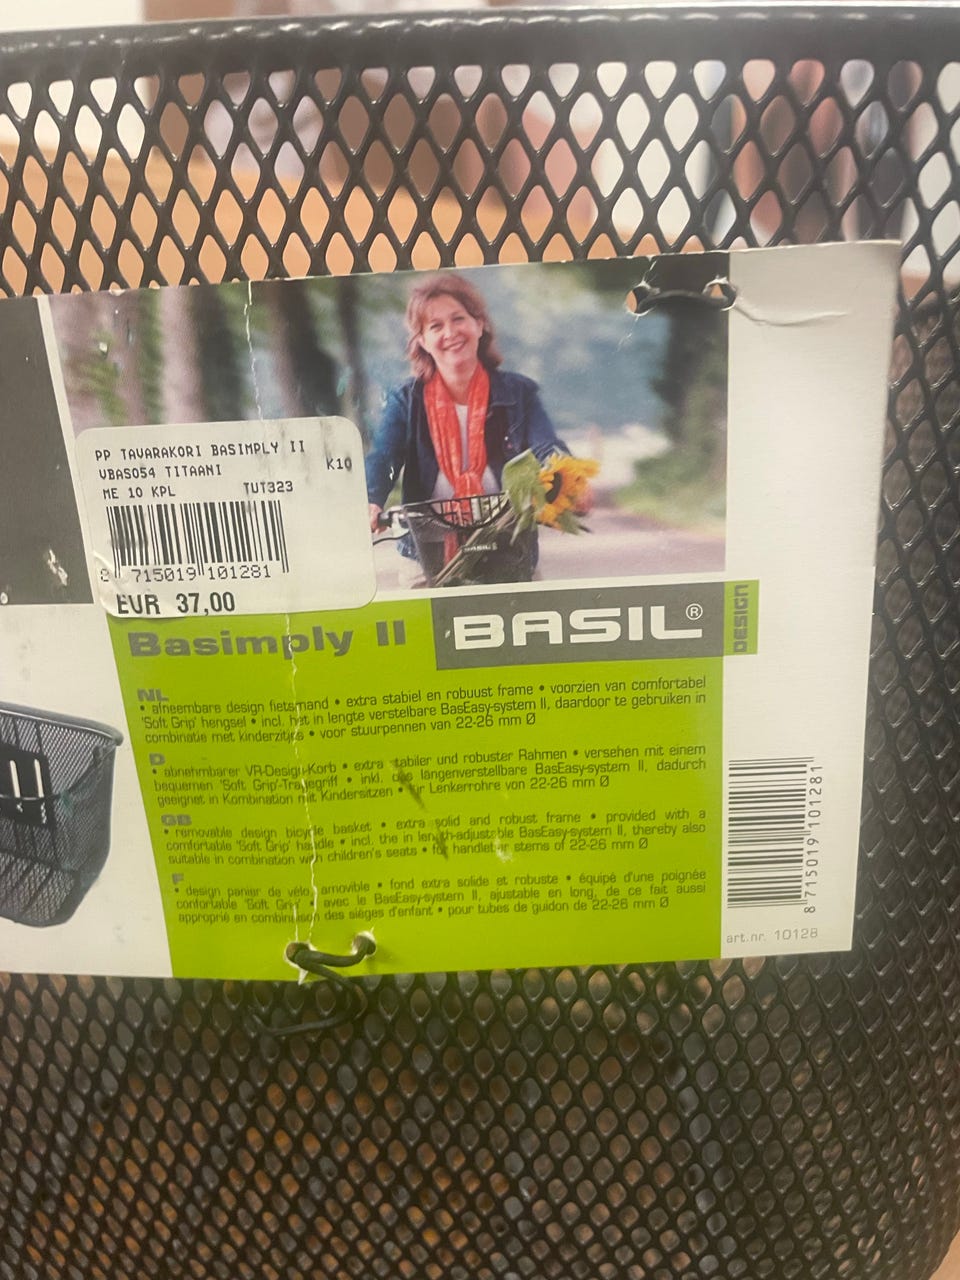 PP TAVARAKORI BASIMPLY II
VBAS054 TITAANI K10
ME 10 KPL TUT323
8 715019 101281
EUR 37,00
Basimply II
BASIL®
DESIGN
NL
• afneembare design fietsmand • extra stabiel en robuust frame • voorzien van comfortabel
'Soft Grip' hengsel • incl. het in lengte verstelbare BasEasy-system II, daardoor te gebruiken in
combinatie met kinderzitjes • voor stuurpennen van 22-26 mm Ø
D
• abnehmbarer VR-Design-Korb • extra stabiler und robuster Rahmen • versehen mit einem
bequemen 'Soft Grip'-Tragegriff • inkl. das längenverstellbare BasEasy-system II, dadurch
geeignet in Kombination mit Kindersitzen • für Lenkerrohre von 22-26 mm Ø
GB
• removable design bicycle basket • extra solid and robust frame • provided with a
comfortable 'Soft Grip' handle • incl. the in length-adjustable BasEasy-system II, thereby also
suitable in combination with children's seats • for handlebar stems of 22-26 mm Ø
F
• design panier de vélo, amovible • fond extra solide et robuste • équipé d'une poignée
confortable 'Soft Grip' • avec le BasEasy-system II, ajustable en long, de ce fait aussi
approprié en combinaison des sièges d'enfant • pour tubes de guidon de 22-26 mm Ø
8 715019 101281
art.nr. 10128
BASIL